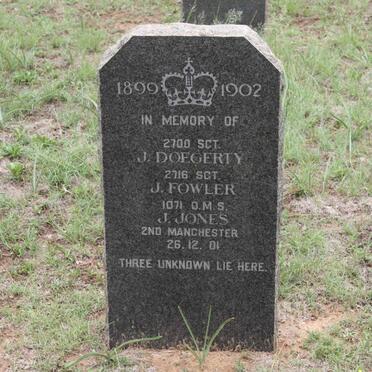 1899 1902
IN MEMORY OF
2700 SGT.
J. DOEGERTY
2716 SGT.
J. FOWLER
1071 Q.M.S.
J. JONES
2ND MANCHESTER
26.12.01
THREE UNKNOWN LIE HERE.